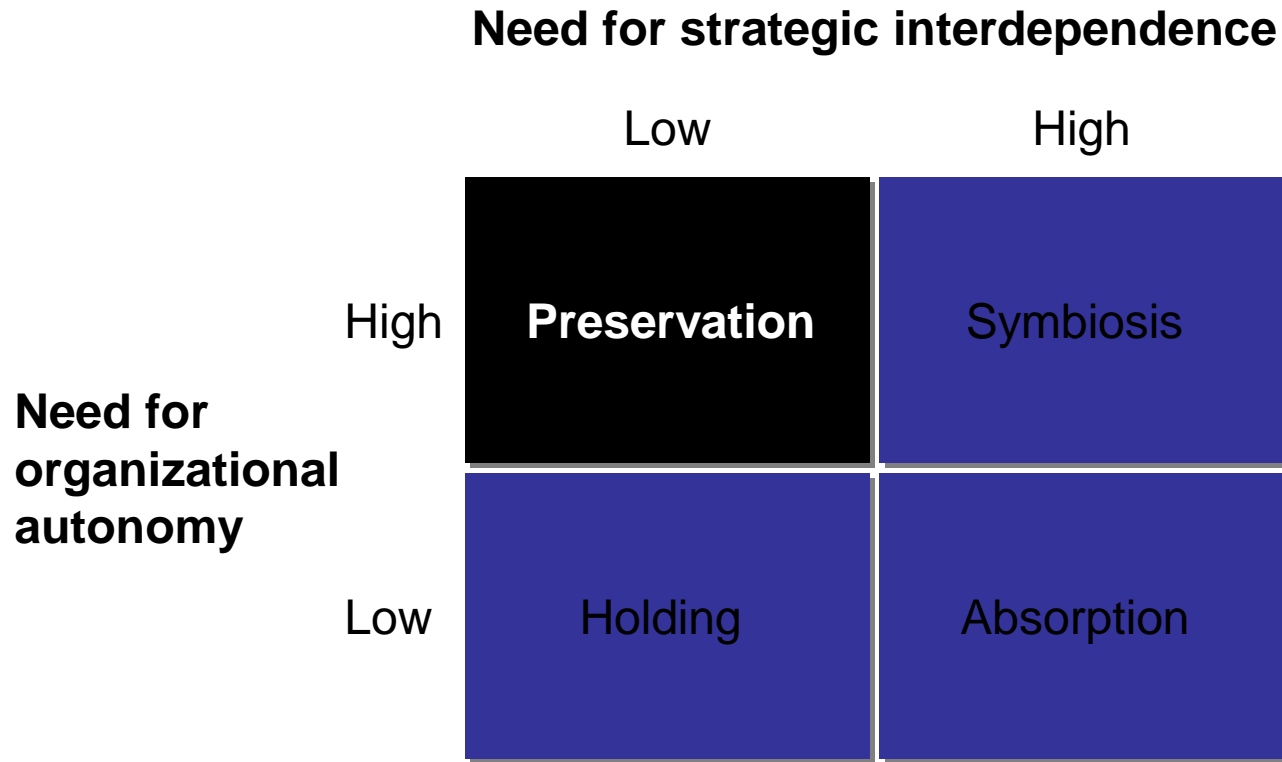 Need for strategic interdependence
Low High
High Preservation Symbiosis
Need for
organizational
autonomy
Low Holding Absorption